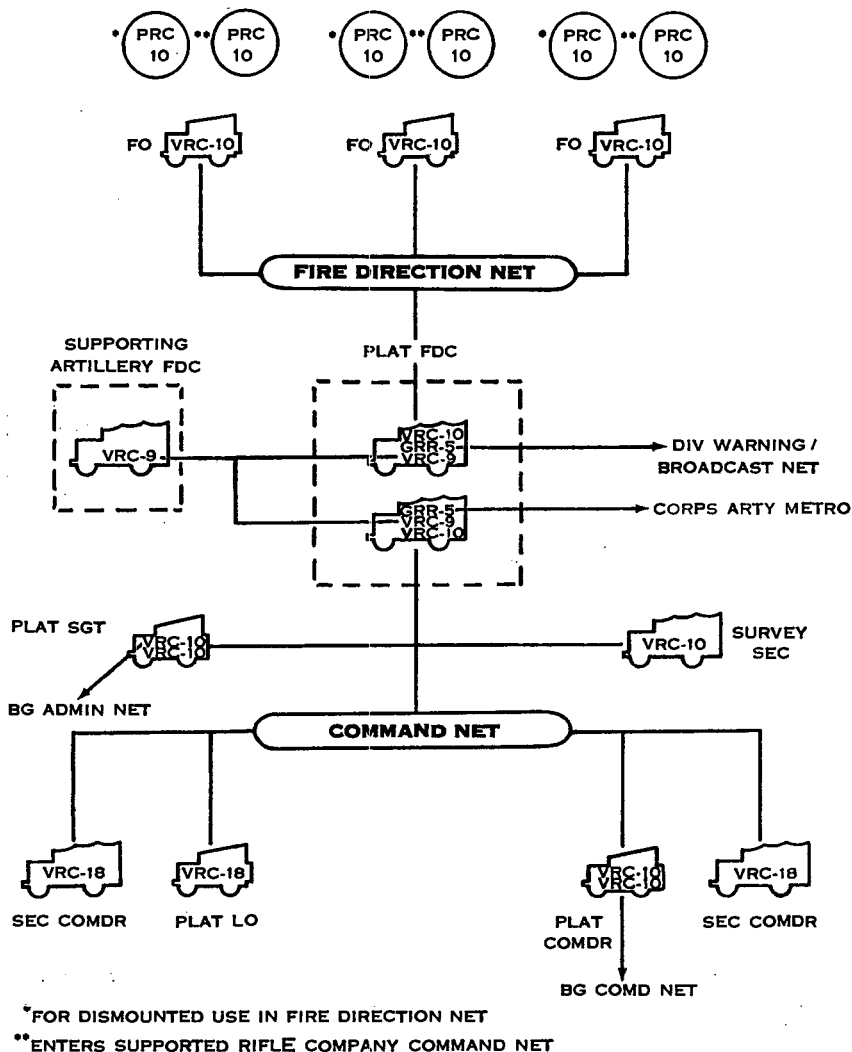 * PRC 10 ** PRC 10 * PRC 10 ** PRC 10 * PRC 10 ** PRC 10
FO VRC-10 FO VRC-10 FO VRC-10
FIRE DIRECTION NET
SUPPORTING
ARTILLERY FDC
PLAT FDC
VRC-9
VRC-10
GRR-5
VRC-9
DIV WARNING /
BROADCAST NET
GRR-5
VRC-9
VRC-10
CORPS ARTY METRO
PLAT SGT
VRC-10
VRC-10
BG ADMIN NET
VRC-10
SURVEY
SEC
COMMAND NET
VRC-18
SEC COMDR
VRC-18
PLAT LO
VRC-10
VRC-10
PLAT
COMDR
VRC-18
SEC COMDR
BG COMD NET
*FOR DISMOUNTED USE IN FIRE DIRECTION NET
**ENTERS SUPPORTED RIFLE COMPANY COMMAND NET